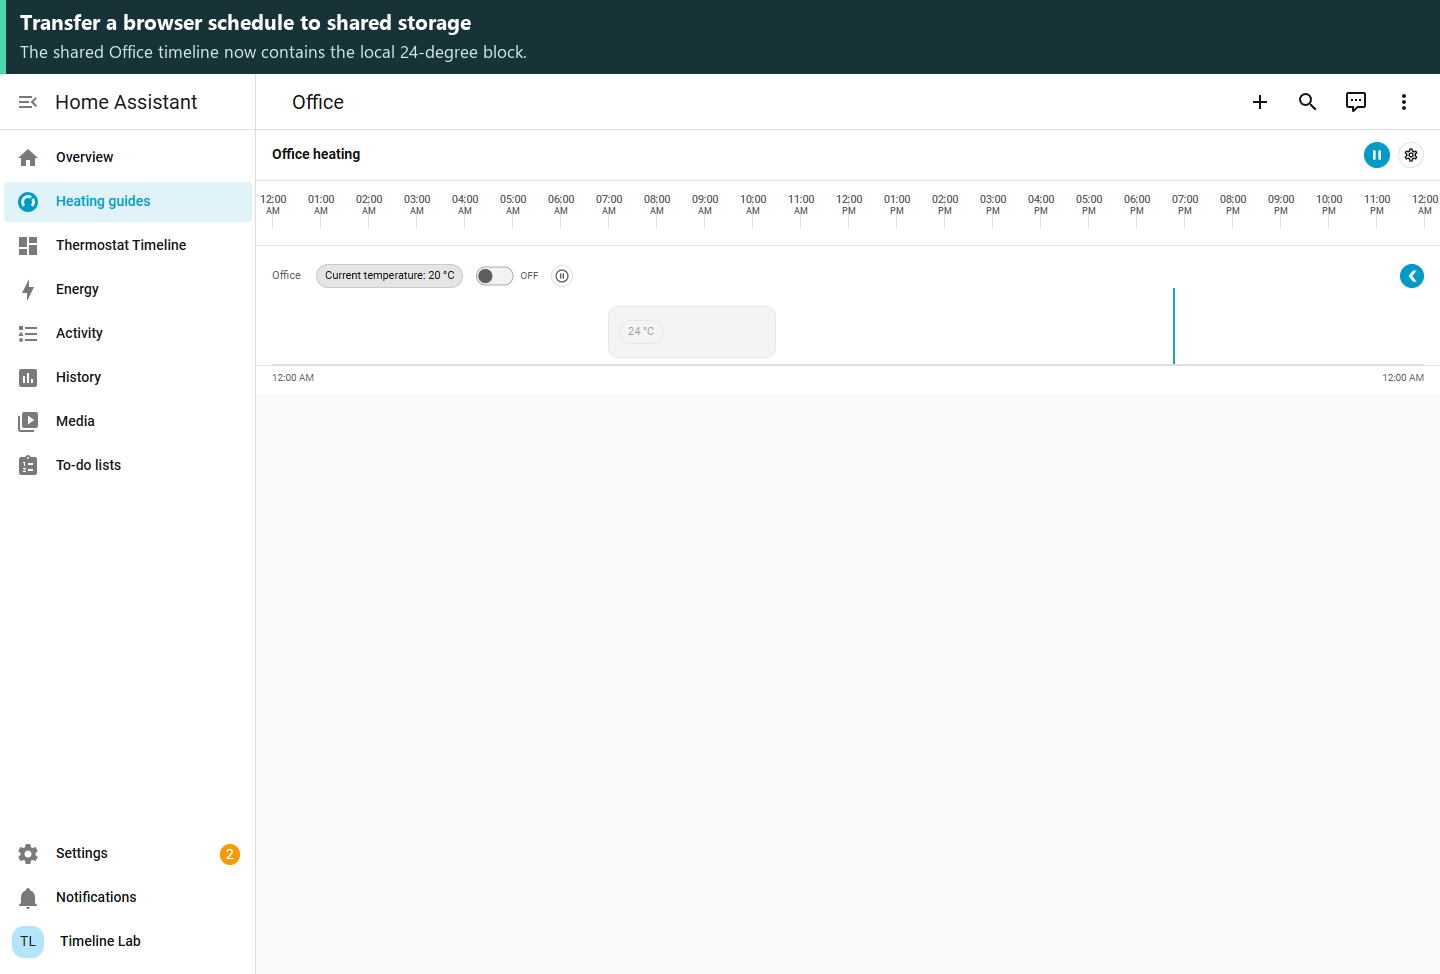 Transfer a browser schedule to shared storage
The shared Office timeline now contains the local 24-degree block.
Home Assistant
Office
Overview
Heating guides
Thermostat Timeline
Energy
Activity
History
Media
To-do lists
Settings
2
Notifications
TL
Timeline Lab
Office heating
12:00 01:00 02:00 03:00 04:00 05:00 06:00 07:00 08:00 09:00 10:00 11:00 12:00 01:00 02:00 03:00 04:00 05:00 06:00 07:00 08:00 09:00 10:00 11:00 12:00
AM AM AM AM AM AM AM AM AM AM AM AM PM PM PM PM PM PM PM PM PM PM PM PM AM
Office Current temperature: 20 °C OFF
24 °C
12:00 AM 12:00 AM